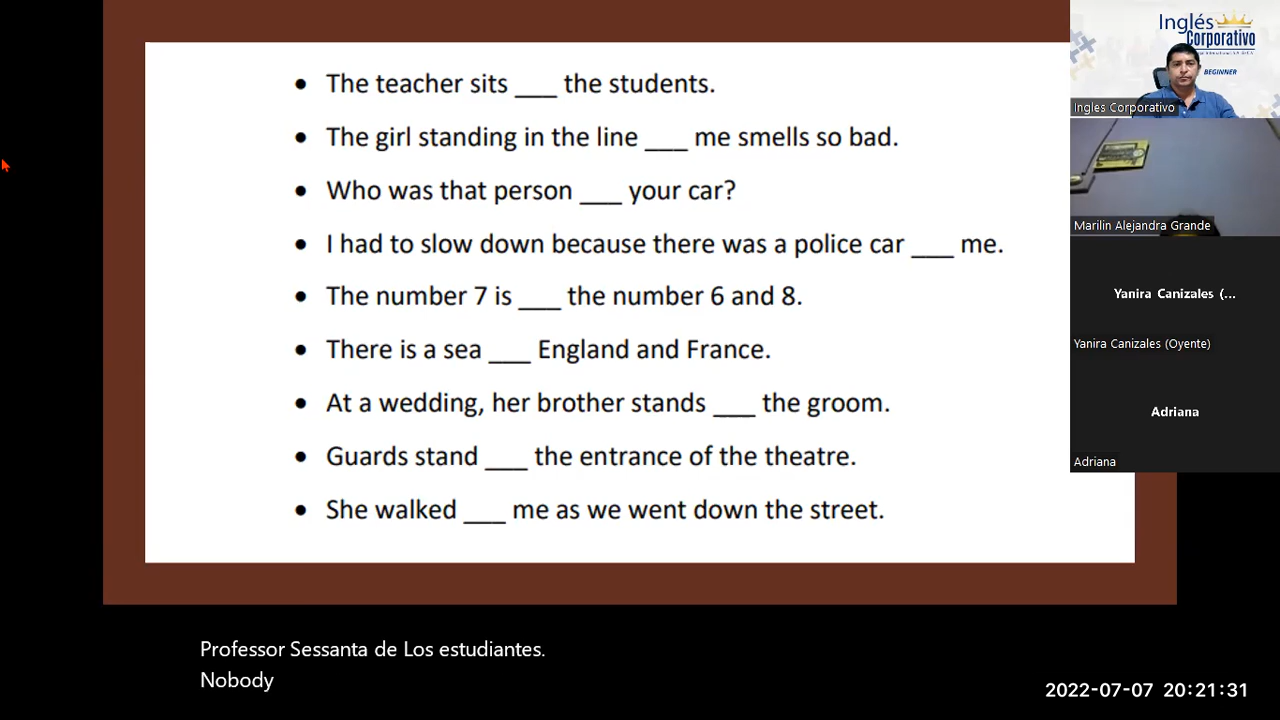 • The teacher sits ___ the students.
• The girl standing in the line ___ me smells so bad.
• Who was that person ___ your car?
• I had to slow down because there was a police car ___ me.
• The number 7 is ___ the number 6 and 8.
• There is a sea ___ England and France.
• At a wedding, her brother stands ___ the groom.
• Guards stand ___ the entrance of the theatre.
• She walked ___ me as we went down the street.
Inglés
Corporativo
BEGINNER
Ingles Corporativo
Marilin Alejandra Grande
Yanira Canizales (...
Yanira Canizales (Oyente)
Adriana
Adriana
Professor Sessanta de Los estudiantes.
Nobody
2022-07-07 20:21:31